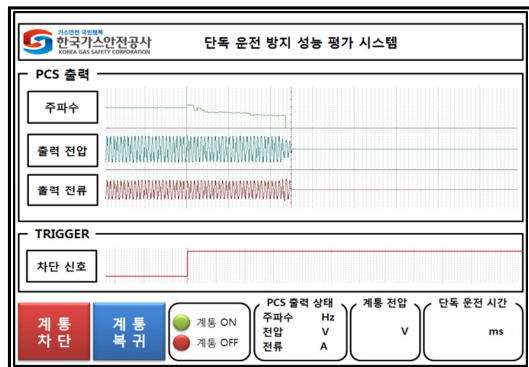 가스안전 국민행복
한국가스안전공사
KOREA GAS SAFETY CORPORATION
단독 운전 방지 성능 평가 시스템
PCS 출력
주파수
출력 전압
출력 전류
TRIGGER
차단 신호
계통
차단
계통
복귀
계통 ON
계통 OFF
PCS 출력 상태
주파수 Hz
전압 V
전류 A
계통 전압
V
단독 운전 시간
ms